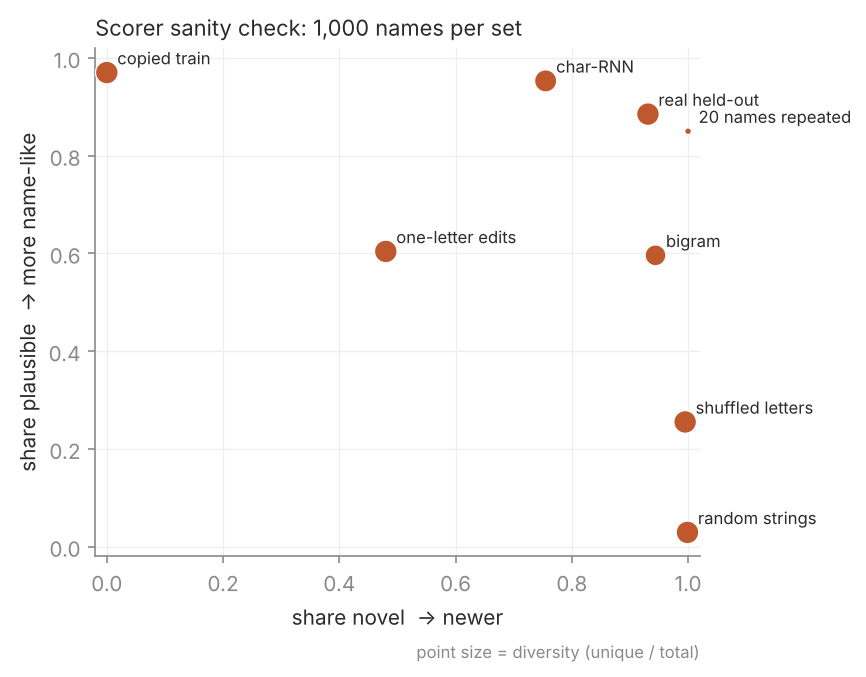 Scorer sanity check: 1,000 names per set
share plausible → more name-like
1.0
0.8
0.6
0.4
0.2
0.0
copied train
char-RNN
real held-out
20 names repeated
one-letter edits
bigram
shuffled letters
random strings
0.0 0.2 0.4 0.6 0.8 1.0
share novel → newer
point size = diversity (unique / total)